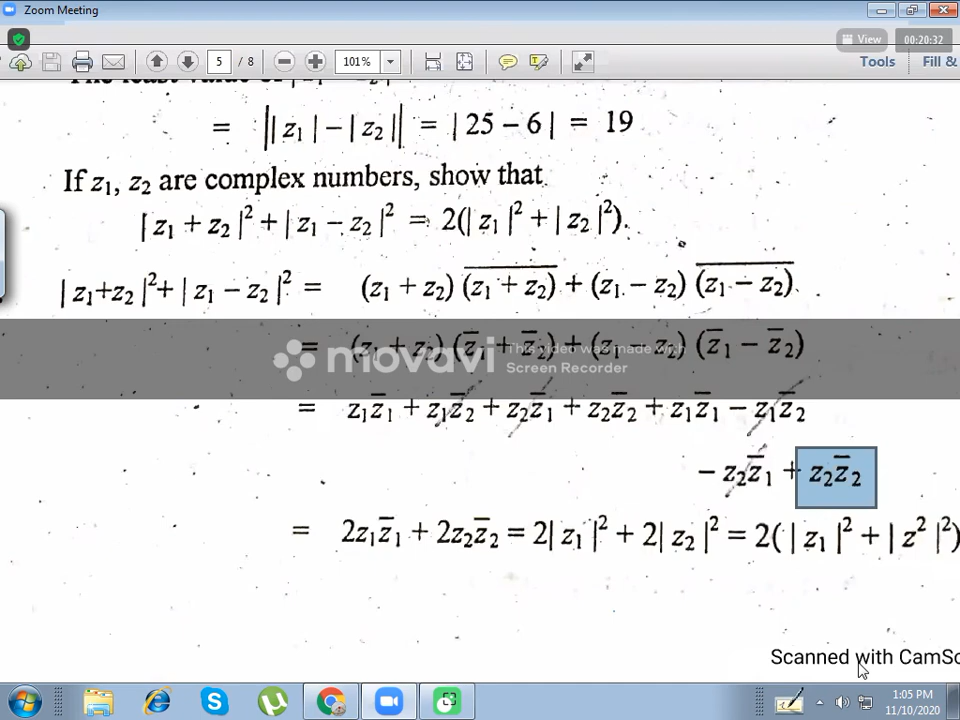 Zoom Meeting
View 00:20:32
5 / 8 101% Tools Fill &
= ||z₁| − |z₂|| = |25 − 6| = 19
If z₁, z₂ are complex numbers, show that
|z₁ + z₂|² + |z₁ − z₂|² = 2(|z₁|² + |z₂|²).
|z₁+z₂|²+|z₁ − z₂|² = (z₁ + z₂) \overline{(z₁ + z₂)} + (z₁ − z₂) \overline{(z₁ − z₂)}
= (z₁ + z₂) (z̅₁ + z̅₂) + (z₁ − z₂) (z̅₁ − z̅₂)
movavi This video was made with
Screen Recorder
= z₁z̅₁ + z₁z̅₂ + z₂z̅₁ + z₂z̅₂ + z₁z̅₁ − z₁z̅₂
− z₂z̅₁ + z₂z̅₂
= 2z₁z̅₁ + 2z₂z̅₂ = 2|z₁|² + 2|z₂|² = 2(|z₁|² + |z²|²)
Scanned with CamSc
1:05 PM
11/10/2020